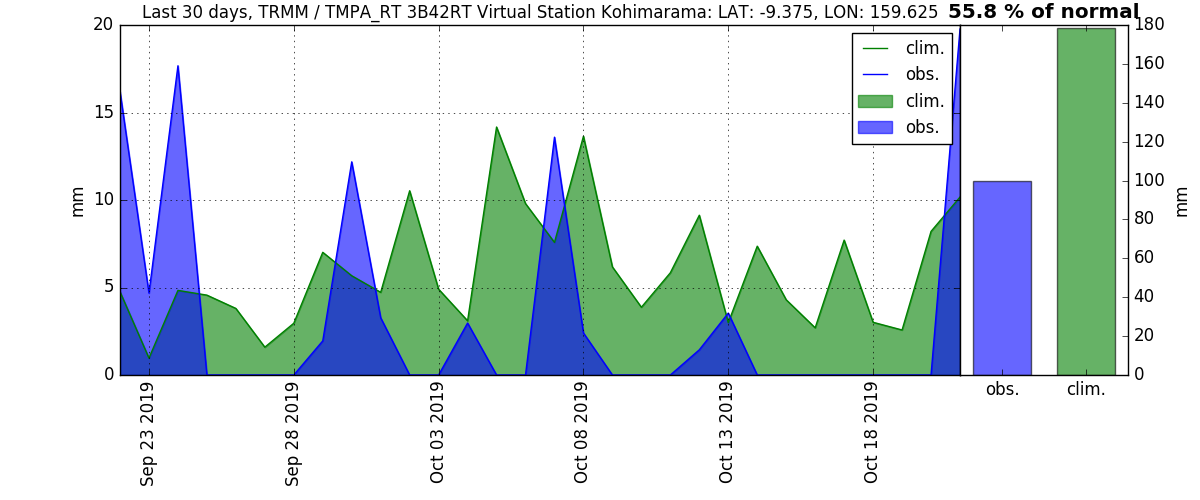 Last 30 days, TRMM / TMPA_RT 3B42RT Virtual Station Kohimarama: LAT: -9.375, LON: 159.625
55.8 % of normal
20
15
10
5
0
mm
clim.
obs.
clim.
obs.
180
160
140
120
100
80
60
40
20
0
mm
Sep 23 2019
Sep 28 2019
Oct 03 2019
Oct 08 2019
Oct 13 2019
Oct 18 2019
obs.
clim.